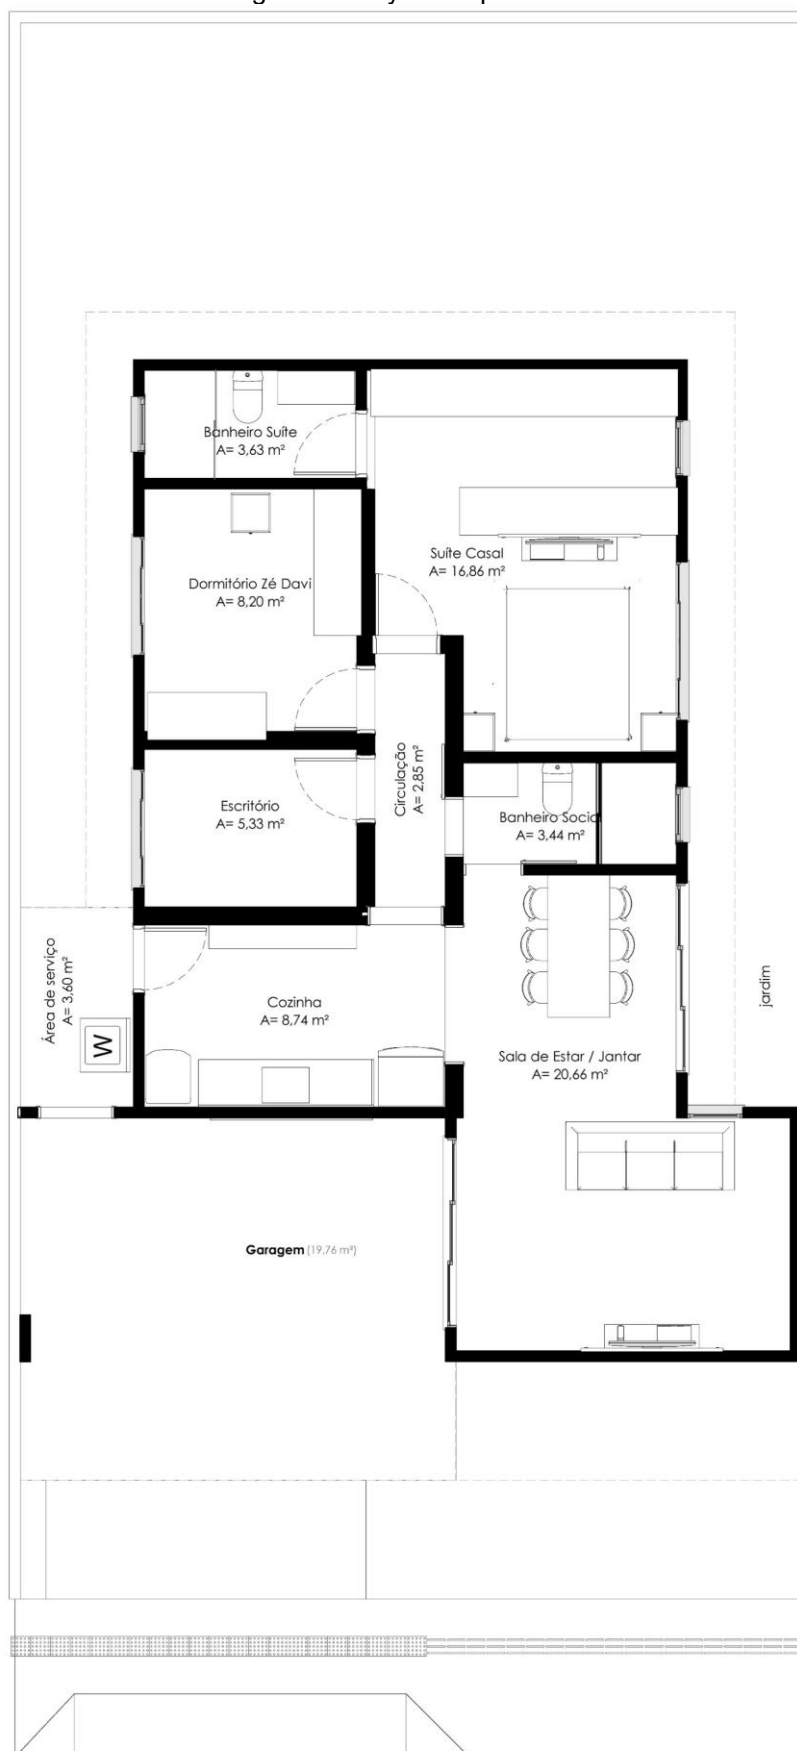 Banheiro Suíte
A= 3,63 m²
Suíte Casal
A= 16,86 m²
Dormitório Zé Davi
A= 8,20 m²
Circulação
A= 2,85 m²
Escritório
A= 5,33 m²
Banheiro Social
A= 3,44 m²
Área de serviço
A= 3,60 m²
W
Cozinha
A= 8,74 m²
jardim
Sala de Estar / Jantar
A= 20,66 m²
Garagem (19,76 m²)